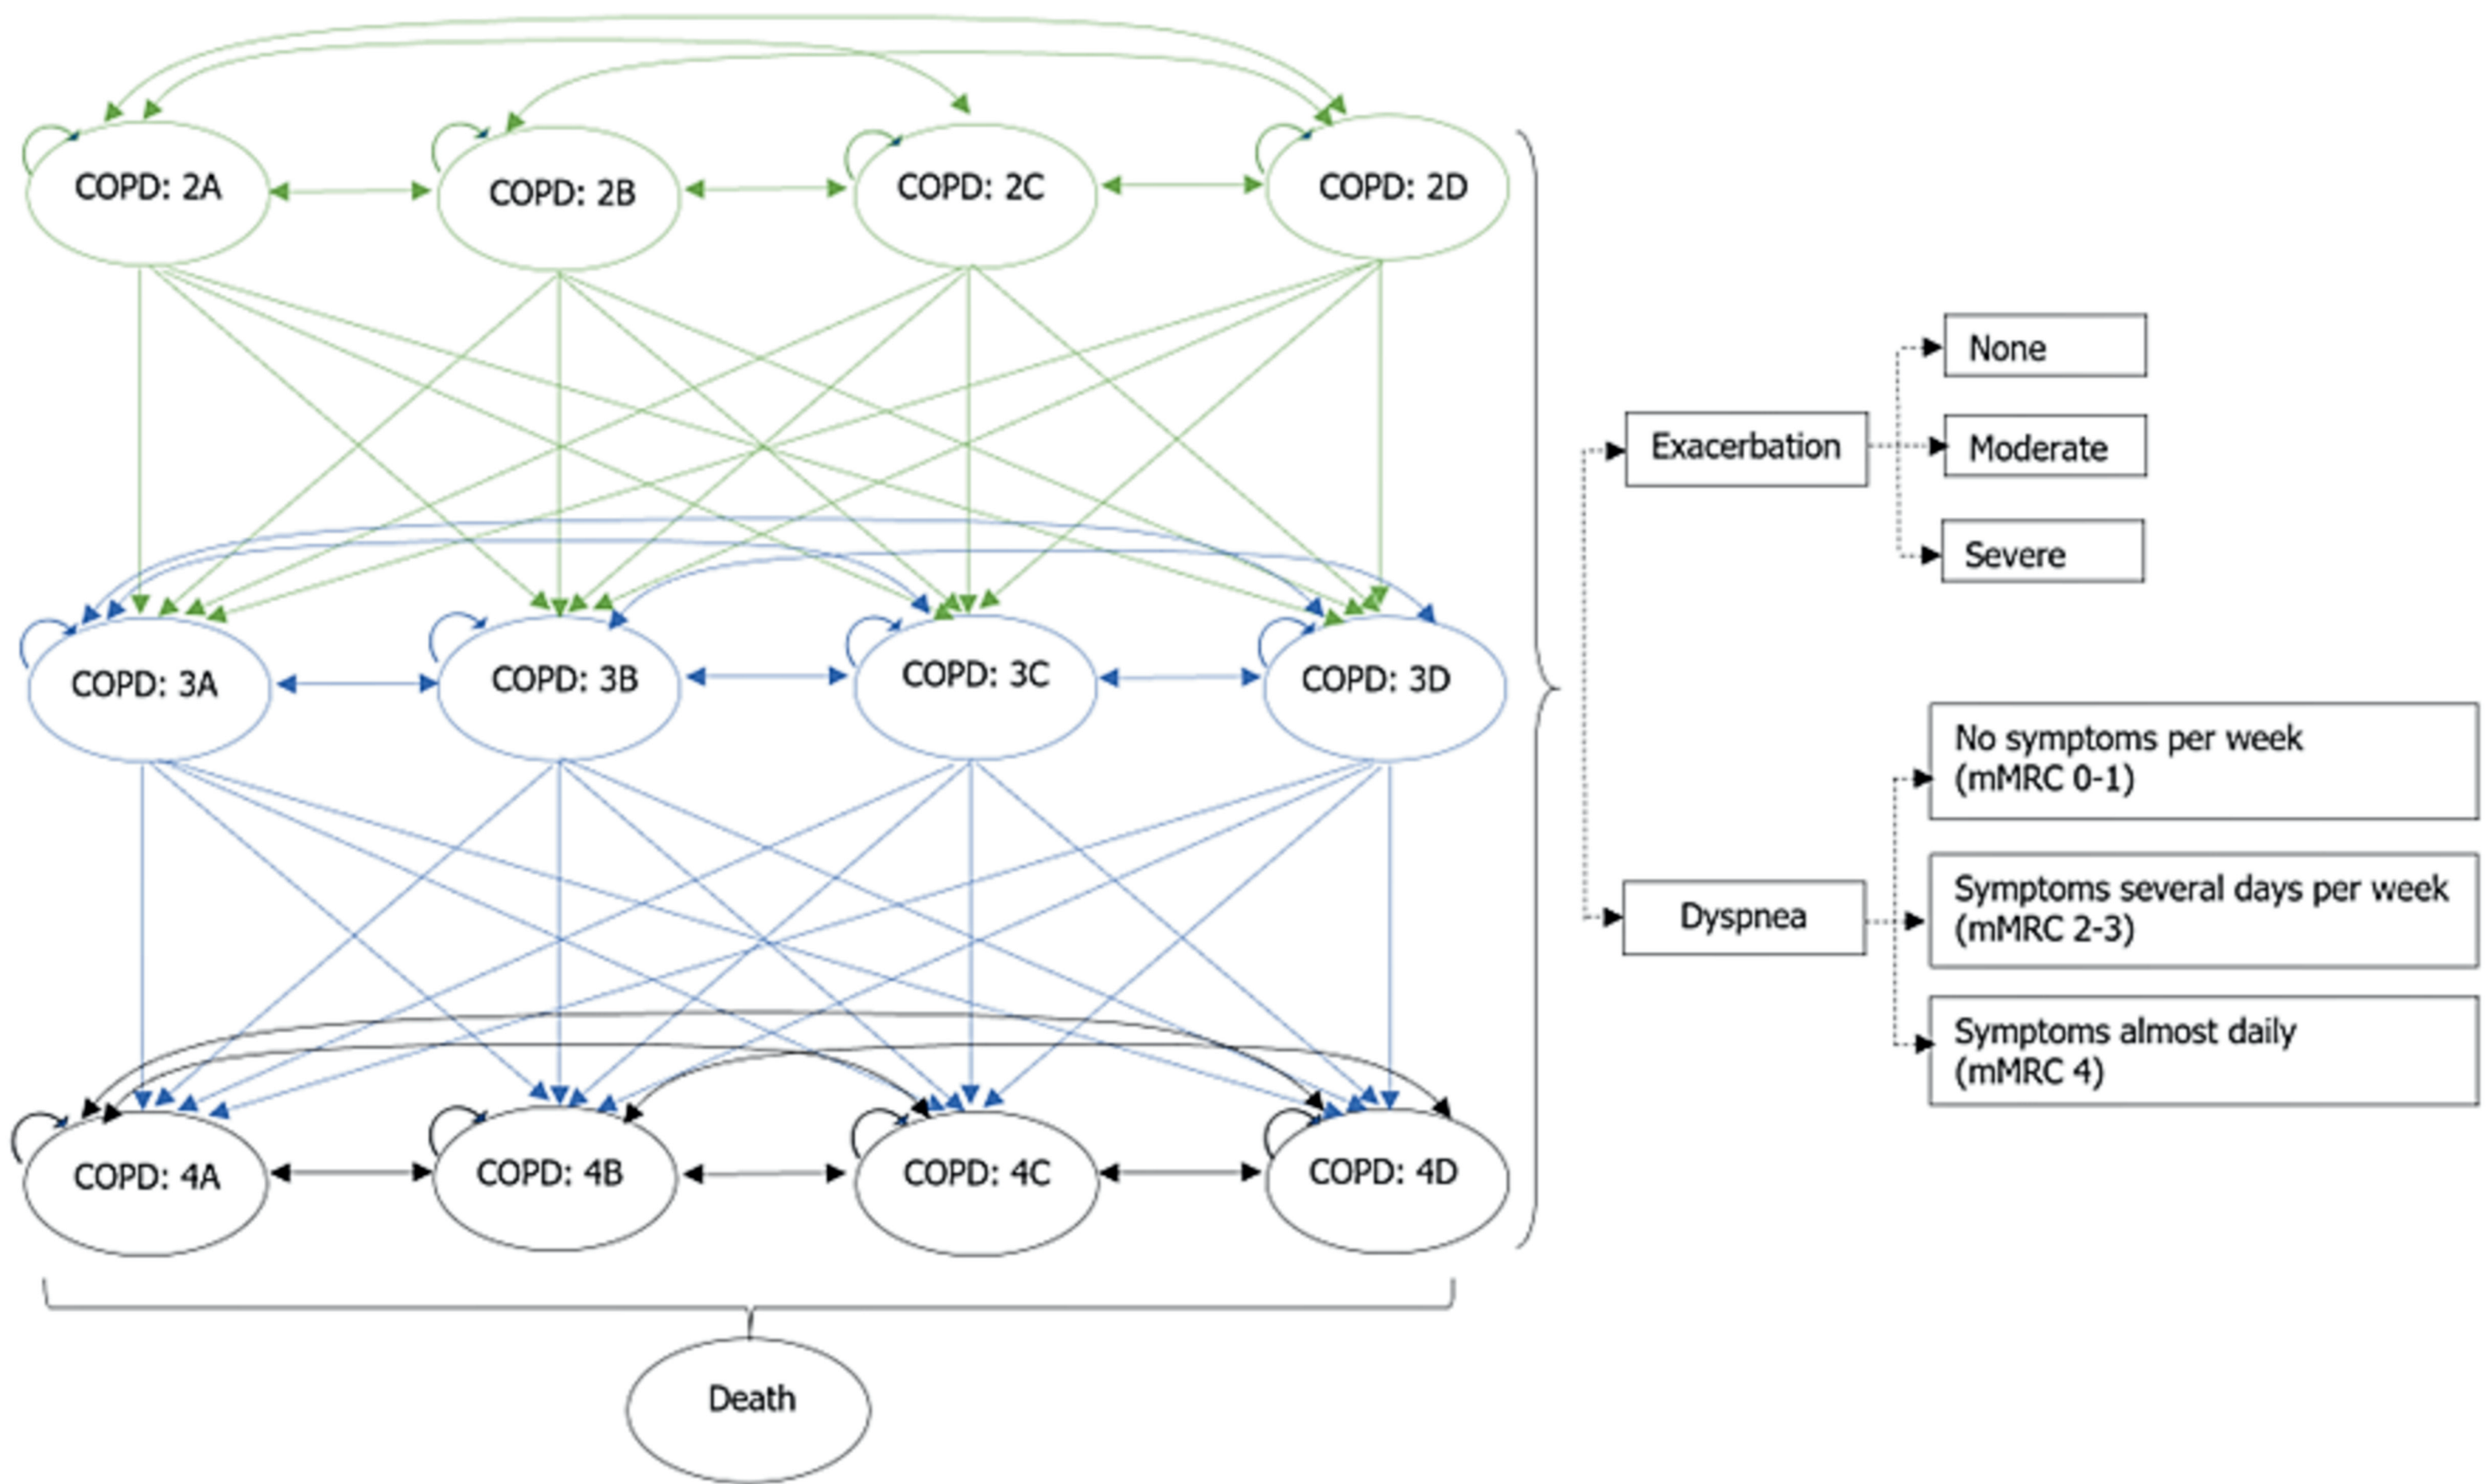 COPD: 2A
COPD: 2B
COPD: 2C
COPD: 2D
COPD: 3A
COPD: 3B
COPD: 3C
COPD: 3D
COPD: 4A
COPD: 4B
COPD: 4C
COPD: 4D
Death
Exacerbation
None
Moderate
Severe
Dyspnea
No symptoms per week
(mMRC 0-1)
Symptoms several days per week
(mMRC 2-3)
Symptoms almost daily
(mMRC 4)